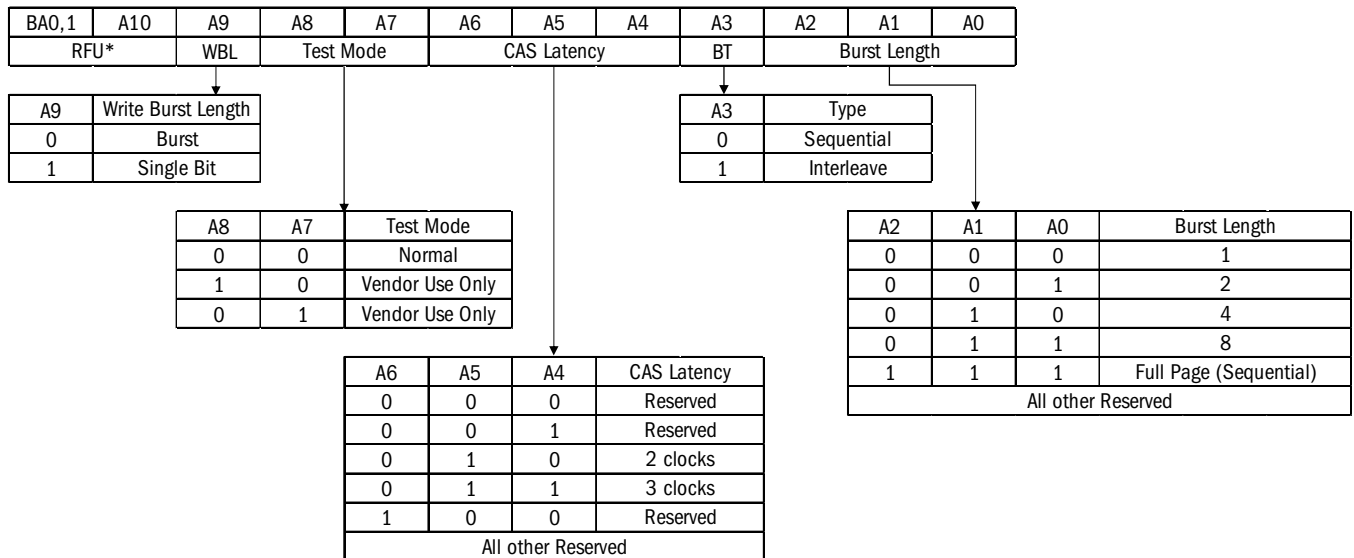 BA0,1 A10 A9 A8 A7 A6 A5 A4 A3 A2 A1 A0
RFU* WBL Test Mode CAS Latency BT Burst Length
A9 Write Burst Length
0 Burst
1 Single Bit
A3 Type
0 Sequential
1 Interleave
A8 A7 Test Mode
0 0 Normal
1 0 Vendor Use Only
0 1 Vendor Use Only
A2 A1 A0 Burst Length
0 0 0 1
0 0 1 2
0 1 0 4
0 1 1 8
1 1 1 Full Page (Sequential)
All other Reserved
A6 A5 A4 CAS Latency
0 0 0 Reserved
0 0 1 Reserved
0 1 0 2 clocks
0 1 1 3 clocks
1 0 0 Reserved
All other Reserved